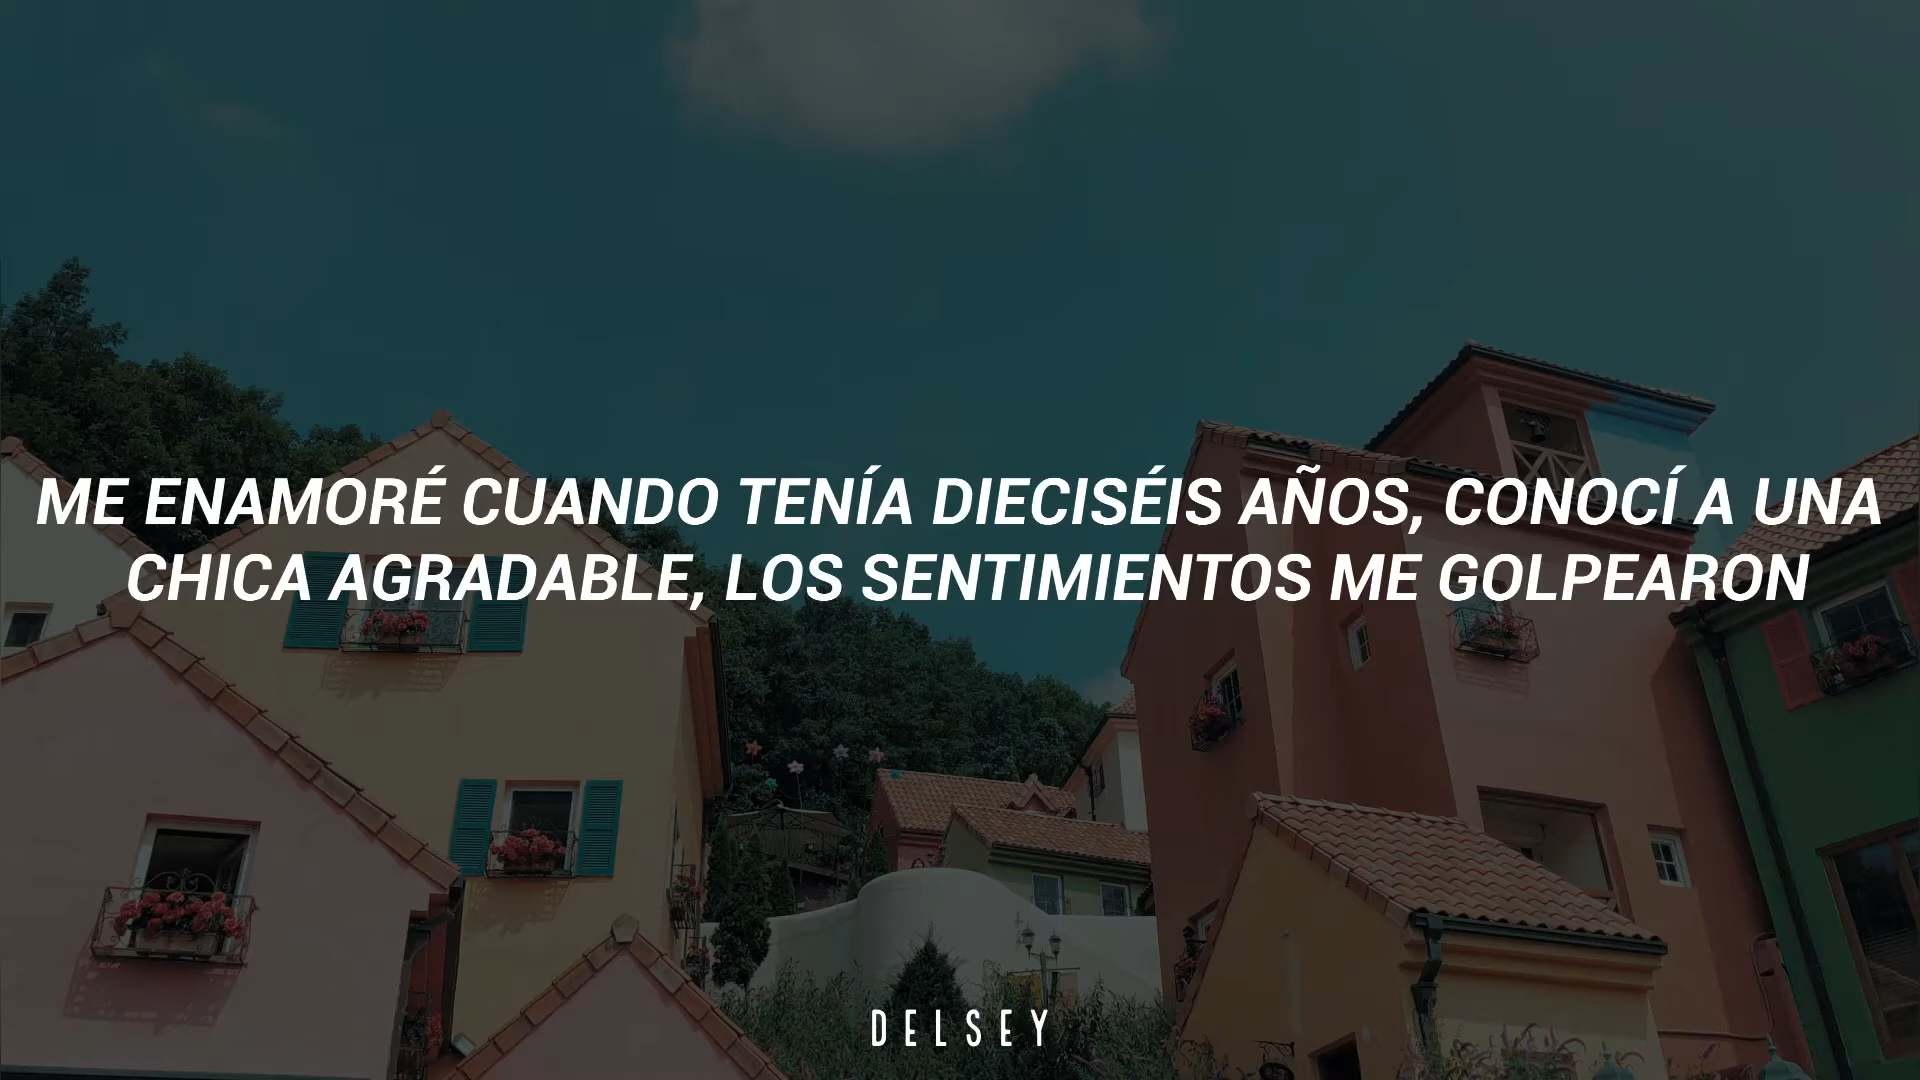 ME ENAMORÉ CUANDO TENÍA DIECISÉIS AÑOS, CONOCÍ A UNA
CHICA AGRADABLE, LOS SENTIMIENTOS ME GOLPEARON
DELSEY